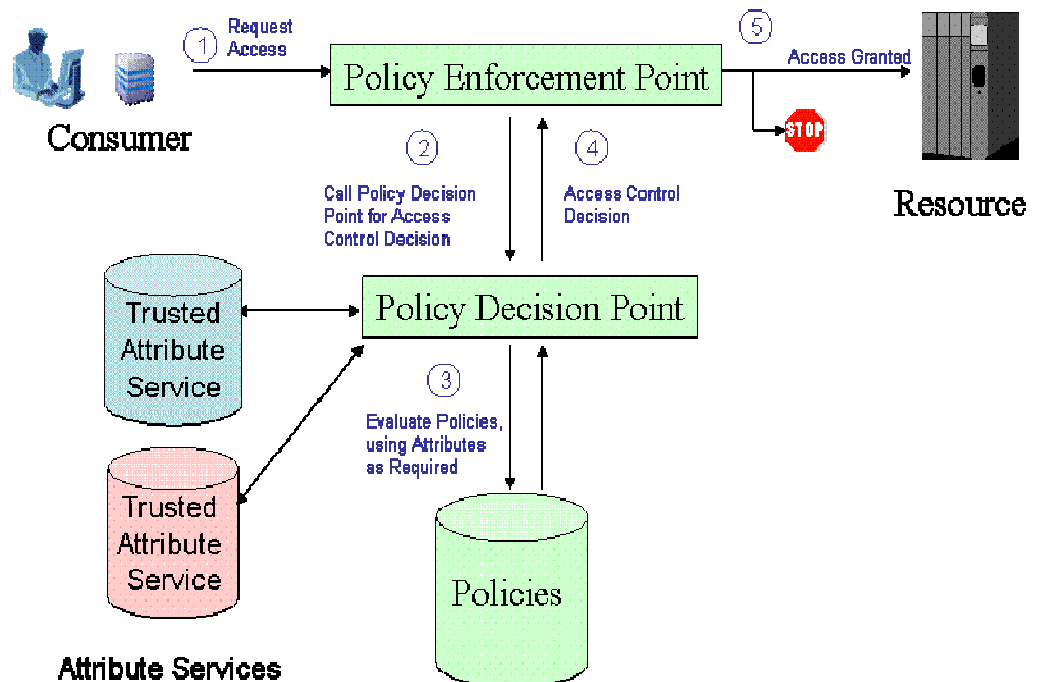 1
Request
Access
Policy Enforcement Point
5
Access Granted
STOP
Consumer
Resource
2
Call Policy Decision
Point for Access
Control Decision
4
Access Control
Decision
Trusted
Attribute
Service
Policy Decision Point
3
Evaluate Policies,
using Attributes
as Required
Trusted
Attribute
Service
Policies
Attribute Services